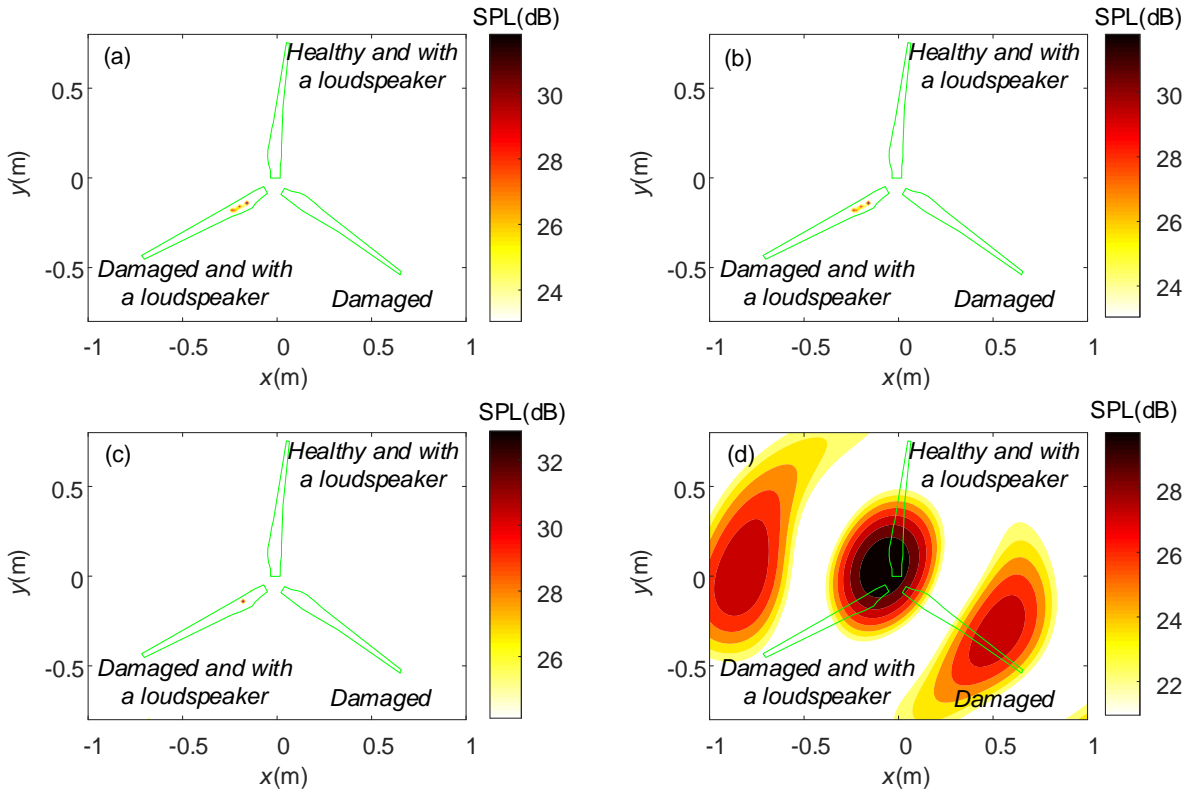 SPL(dB)
(a)
Healthy and with
a loudspeaker
0.5
0
-0.5
y(m)
Damaged and with
a loudspeaker
Damaged
-1
-0.5
0
0.5
1
x(m)
30
28
26
24
SPL(dB)
(b)
Healthy and with
a loudspeaker
0.5
0
-0.5
y(m)
Damaged and with
a loudspeaker
Damaged
-1
-0.5
0
0.5
1
x(m)
30
28
26
24
SPL(dB)
(c)
Healthy and with
a loudspeaker
0.5
0
-0.5
y(m)
Damaged and with
a loudspeaker
Damaged
-1
-0.5
0
0.5
1
x(m)
32
30
28
26
SPL(dB)
(d)
Healthy and with
a loudspeaker
0.5
0
-0.5
y(m)
Damaged and with
a loudspeaker
Damaged
-1
-0.5
0
0.5
1
x(m)
28
26
24
22